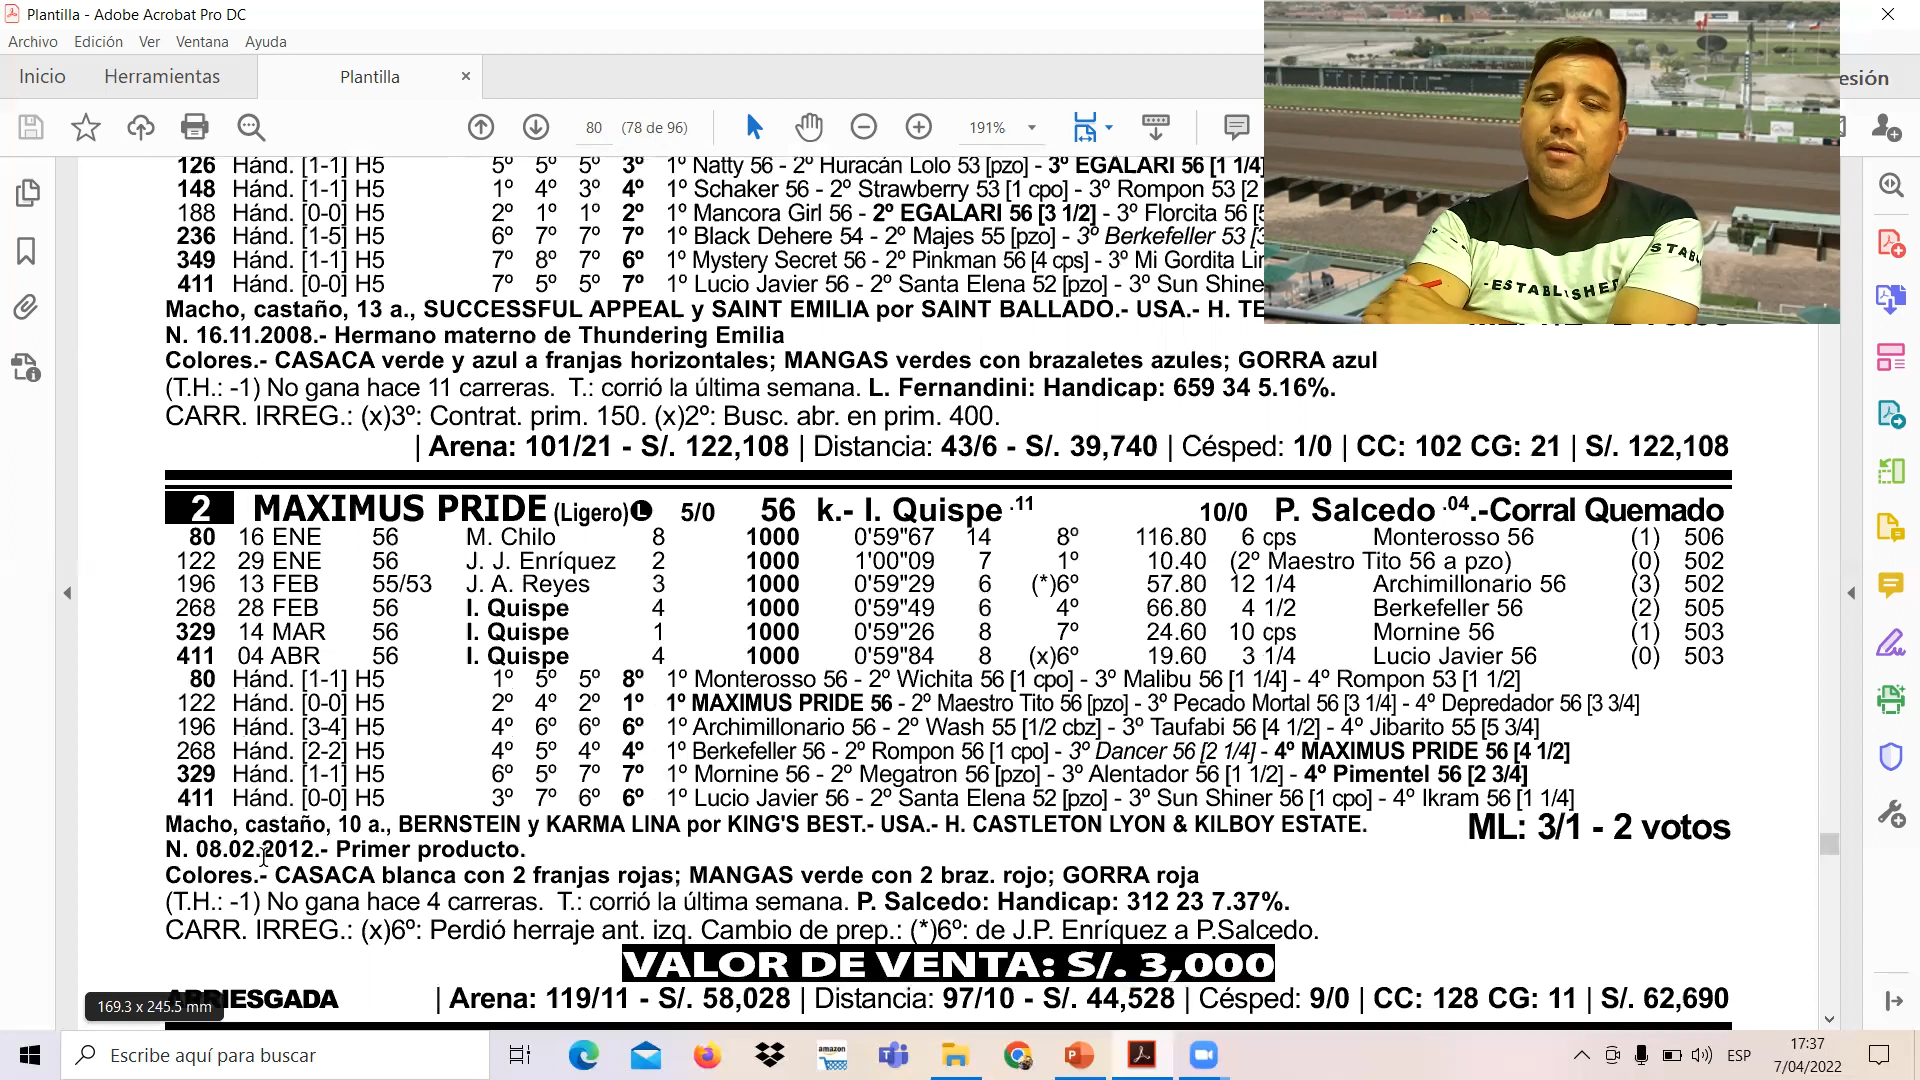 Plantilla - Adobe Acrobat Pro DC
Archivo Edición Ver Ventana Ayuda
Inicio Herramientas Plantilla × esión
80 (78 de 96) 191%
126 Hánd. [1-1] H5 5º 5º 5º 3º 1º Natty 56 - 2º Huracán Lolo 53 [pzo] - 3º EGALARI 56 [1 1/4]
148 Hánd. [1-1] H5 1º 4º 3º 4º 1º Schaker 56 - 2º Strawberry 53 [1 cpo] - 3º Rompon 53 [2
188 Hánd. [0-0] H5 2º 1º 1º 2º 1º Mancora Girl 56 - 2º EGALARI 56 [3 1/2] - 3º Florcita 56 [
236 Hánd. [1-5] H5 6º 7º 7º 7º 1º Black Dehere 54 - 2º Majes 55 [pzo] - 3º Berkefeller 53 [
349 Hánd. [1-1] H5 7º 8º 7º 6º 1º Mystery Secret 56 - 2º Pinkman 56 [4 cps] - 3º Mi Gordita Lin
411 Hánd. [0-0] H5 7º 5º 5º 7º 1º Lucio Javier 56 - 2º Santa Elena 52 [pzo] - 3º Sun Shine
Macho, castaño, 13 a., SUCCESSFUL APPEAL y SAINT EMILIA por SAINT BALLADO.- USA.- H. TE
N. 16.11.2008.- Hermano materno de Thundering Emilia
Colores.- CASACA verde y azul a franjas horizontales; MANGAS verdes con brazaletes azules; GORRA azul
(T.H.: -1) No gana hace 11 carreras. T.: corrió la última semana. L. Fernandini: Handicap: 659 34 5.16%.
CARR. IRREG.: (x)3º: Contrat. prim. 150. (x)2º: Busc. abr. en prim. 400.
| Arena: 101/21 - S/. 122,108 | Distancia: 43/6 - S/. 39,740 | Césped: 1/0 | CC: 102 CG: 21 | S/. 122,108
2 MAXIMUS PRIDE (Ligero) L 5/0 56 k.- I. Quispe .11 10/0 P. Salcedo .04.-Corral Quemado
80 16 ENE 56 M. Chilo 8 1000 0'59"67 14 8º 116.80 6 cps Monterosso 56 (1) 506
122 29 ENE 56 J. J. Enríquez 2 1000 1'00"09 7 1º 10.40 (2º Maestro Tito 56 a pzo) (0) 502
196 13 FEB 55/53 J. A. Reyes 3 1000 0'59"29 6 (*)6º 57.80 12 1/4 Archimillonario 56 (3) 502
268 28 FEB 56 I. Quispe 4 1000 0'59"49 6 4º 66.80 4 1/2 Berkefeller 56 (2) 505
329 14 MAR 56 I. Quispe 1 1000 0'59"26 8 7º 24.60 10 cps Mornine 56 (1) 503
411 04 ABR 56 I. Quispe 4 1000 0'59"84 8 (x)6º 19.60 3 1/4 Lucio Javier 56 (0) 503
80 Hánd. [1-1] H5 1º 5º 5º 8º 1º Monterosso 56 - 2º Wichita 56 [1 cpo] - 3º Malibu 56 [1 1/4] - 4º Rompon 53 [1 1/2]
122 Hánd. [0-0] H5 2º 4º 2º 1º 1º MAXIMUS PRIDE 56 - 2º Maestro Tito 56 [pzo] - 3º Pecado Mortal 56 [3 1/4] - 4º Depredador 56 [3 3/4]
196 Hánd. [3-4] H5 4º 6º 6º 6º 1º Archimillonario 56 - 2º Wash 55 [1/2 cbz] - 3º Taufabi 56 [4 1/2] - 4º Jibarito 55 [5 3/4]
268 Hánd. [2-2] H5 4º 5º 4º 4º 1º Berkefeller 56 - 2º Rompon 56 [1 cpo] - 3º Dancer 56 [2 1/4] - 4º MAXIMUS PRIDE 56 [4 1/2]
329 Hánd. [1-1] H5 6º 5º 7º 7º 1º Mornine 56 - 2º Megatron 56 [pzo] - 3º Alentador 56 [1 1/2] - 4º Pimentel 56 [2 3/4]
411 Hánd. [0-0] H5 3º 7º 6º 6º 1º Lucio Javier 56 - 2º Santa Elena 52 [pzo] - 3º Sun Shiner 56 [1 cpo] - 4º Ikram 56 [1 1/4]
Macho, castaño, 10 a., BERNSTEIN y KARMA LINA por KING'S BEST.- USA.- H. CASTLETON LYON & KILBOY ESTATE. ML: 3/1 - 2 votos
N. 08.02.2012.- Primer producto.
Colores.- CASACA blanca con 2 franjas rojas; MANGAS verde con 2 braz. rojo; GORRA roja
(T.H.: -1) No gana hace 4 carreras. T.: corrió la última semana. P. Salcedo: Handicap: 312 23 7.37%.
CARR. IRREG.: (x)6º: Perdió herraje ant. izq. Cambio de prep.: (*)6º: de J.P. Enríquez a P.Salcedo.
VALOR DE VENTA: S/. 3,000
RRIESGADA | Arena: 119/11 - S/. 58,028 | Distancia: 97/10 - S/. 44,528 | Césped: 9/0 | CC: 128 CG: 11 | S/. 62,690
169.3 x 245.5 mm
-ESTABLISHED
STABL
Escribe aquí para buscar
amazon
ESP
17:37
7/04/2022